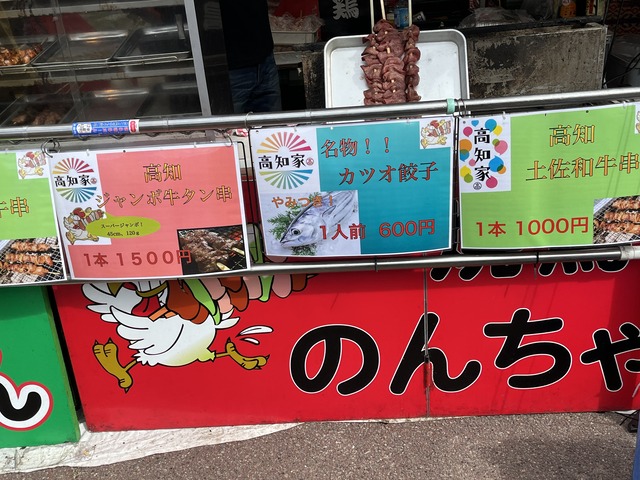 牛串
高知家
高知
ジャンボ牛タン串
スーパージャンボ!
45cm、120g
1本 1500円
高知家
名物!!
カツオ餃子
やみつき!
1人前 600円
高知家
高知
土佐和牛串
1本 1000円
のんちゃ
ん